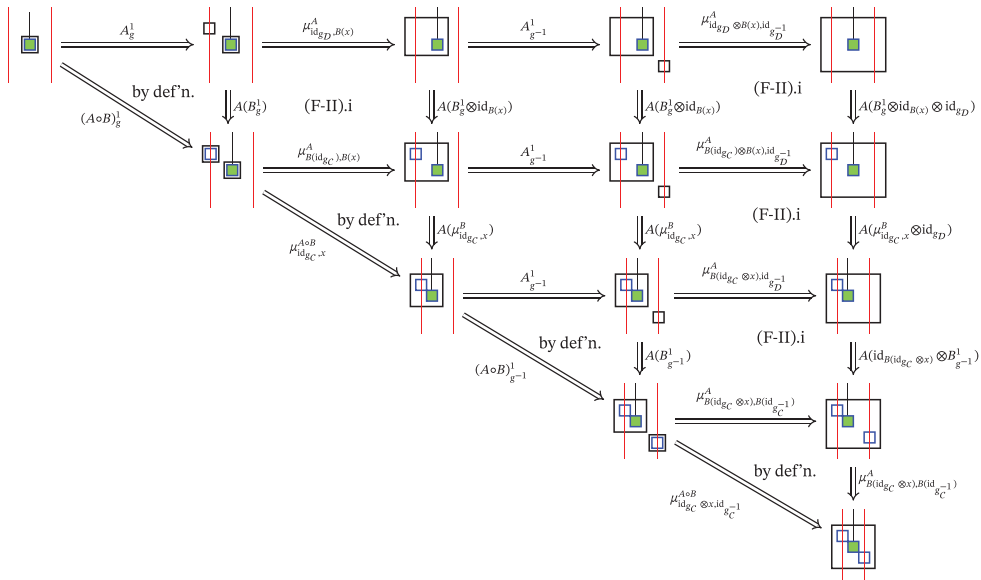 A_g^1 μ^A_{id_{g_D},B(x)} A^1_{g-1} μ^A_{id_{g_D}⊗B(x),id_{g_D^{-1}}}
by def'n. (F-II).i (F-II).i
(A∘B)^1_g A(B^1_g) A(B^1_g⊗id_{B(x)}) A(B^1_g⊗id_{B(x)}) A(B^1_g⊗id_{B(x)} ⊗ id_{g_D})
μ^A_{B(id_{g_C}),B(x)} A^1_{g-1} μ^A_{B(id_{g_C})⊗B(x),id_{g_D^{-1}}}
by def'n. (F-II).i
μ^{A∘B}_{id_{g_C},x} A(μ^B_{id_{g_C},x}) A(μ^B_{id_{g_C},x}) A(μ^B_{id_{g_C},x}⊗id_{g_D})
A^1_{g-1} μ^A_{B(id_{g_C}⊗x),id_{g_D^{-1}}}
by def'n. (F-II).i
(A∘B)^1_{g-1} A(B^1_{g-1}) A(id_{B(id_{g_C}⊗x)}⊗B^1_{g-1})
μ^A_{B(id_{g_C}⊗x),B(id_{g_C^{-1}})}
by def'n.
μ^{A∘B}_{id_{g_C}⊗x,id_{g_C^{-1}}} μ^A_{B(id_{g_C}⊗x),B(id_{g_C^{-1}})}